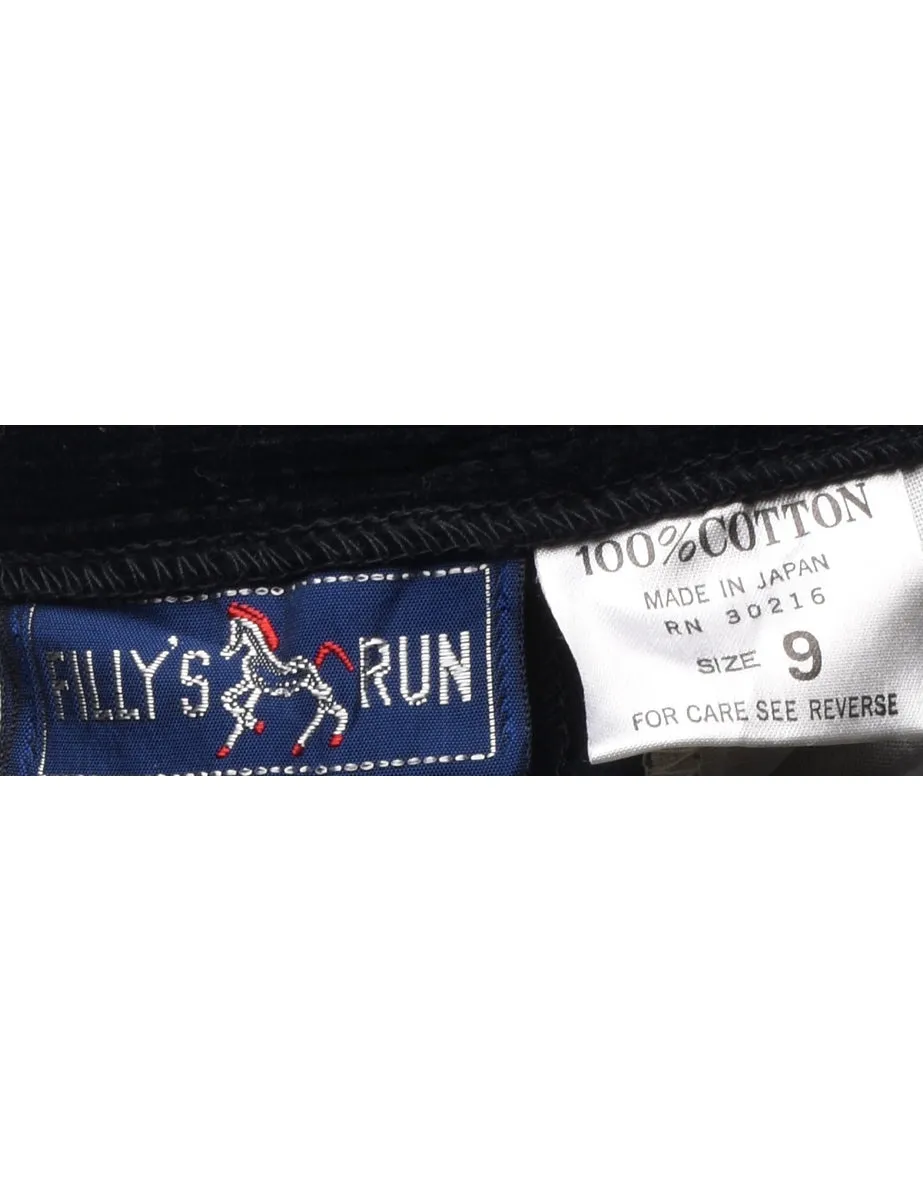 FILLY'S RUN
100% COTTON
MADE IN JAPAN
RN 30216
SIZE 9
FOR CARE SEE REVERSE